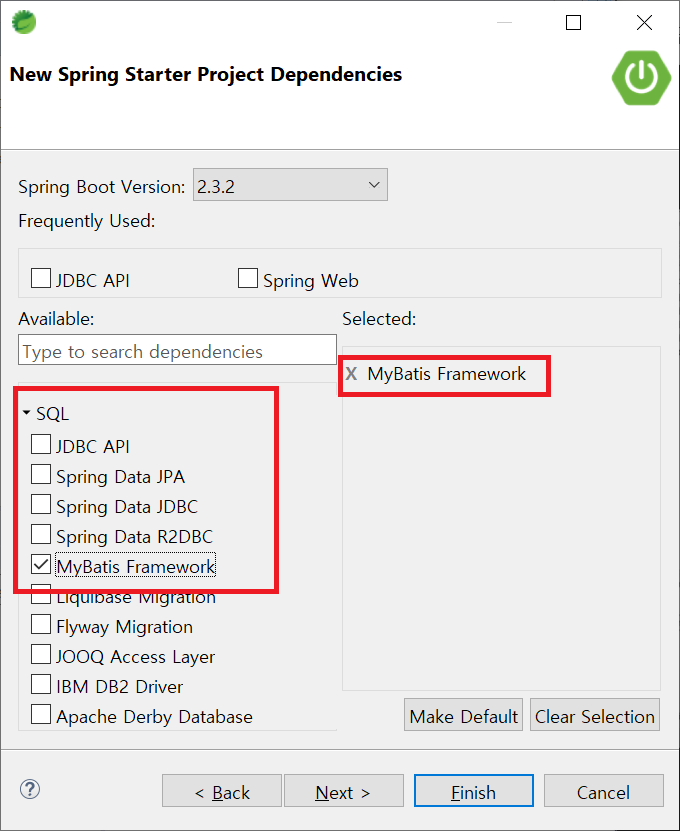 New Spring Starter Project Dependencies
Spring Boot Version: 2.3.2
Frequently Used:
JDBC API Spring Web
Available: Selected:
Type to search dependencies
X MyBatis Framework
SQL
JDBC API
Spring Data JPA
Spring Data JDBC
Spring Data R2DBC
MyBatis Framework
Liquibase Migration
Flyway Migration
JOOQ Access Layer
IBM DB2 Driver
Apache Derby Database
Make Default Clear Selection
? < Back Next > Finish Cancel